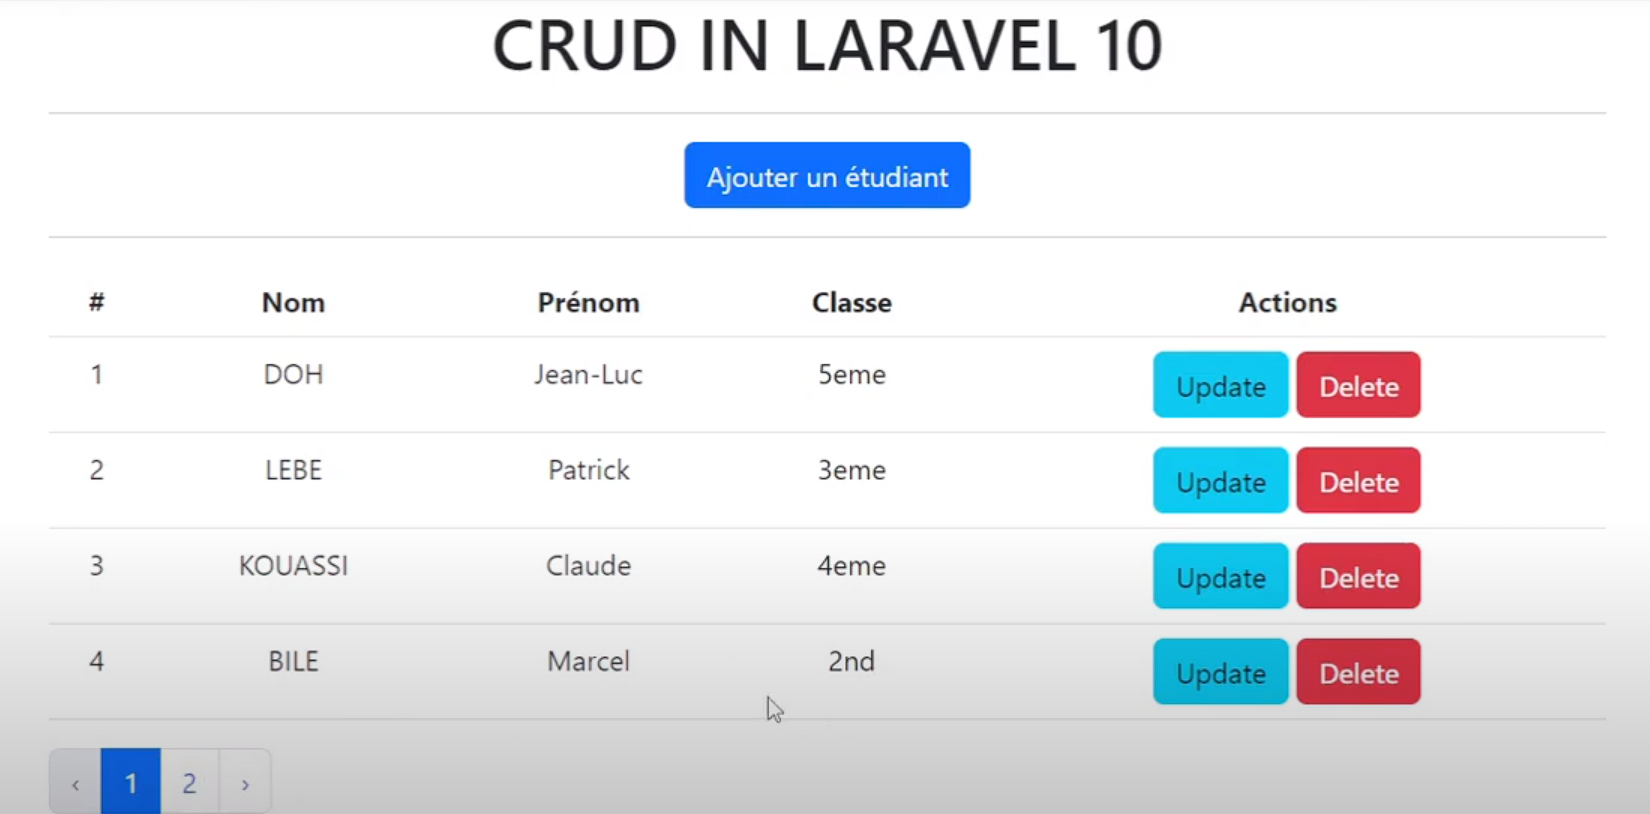 CRUD IN LARAVEL 10
Ajouter un étudiant
# Nom Prénom Classe Actions
1 DOH Jean-Luc 5eme Update Delete
2 LEBE Patrick 3eme Update Delete
3 KOUASSI Claude 4eme Update Delete
4 BILE Marcel 2nd Update Delete
‹ 1 2 ›